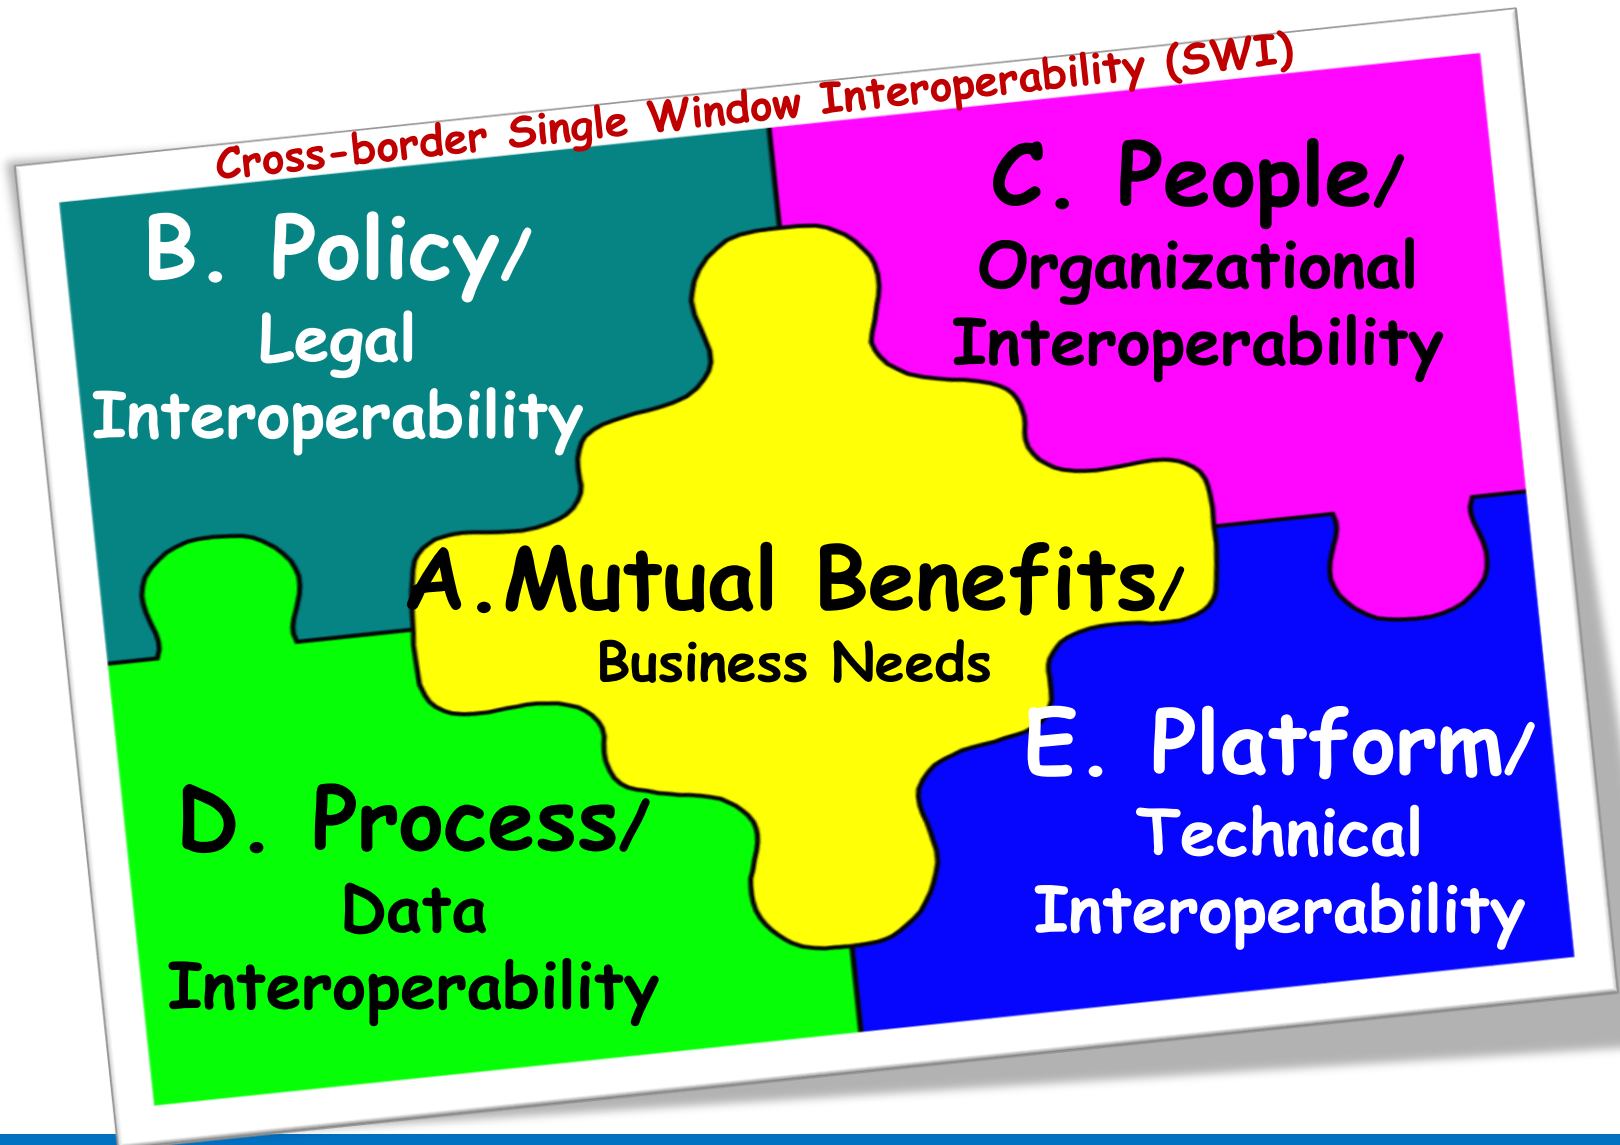 Cross-border Single Window Interoperability (SWI)
B. Policy/
Legal
Interoperability
C. People/
Organizational
Interoperability
A.Mutual Benefits/
Business Needs
D. Process/
Data
Interoperability
E. Platform/
Technical
Interoperability